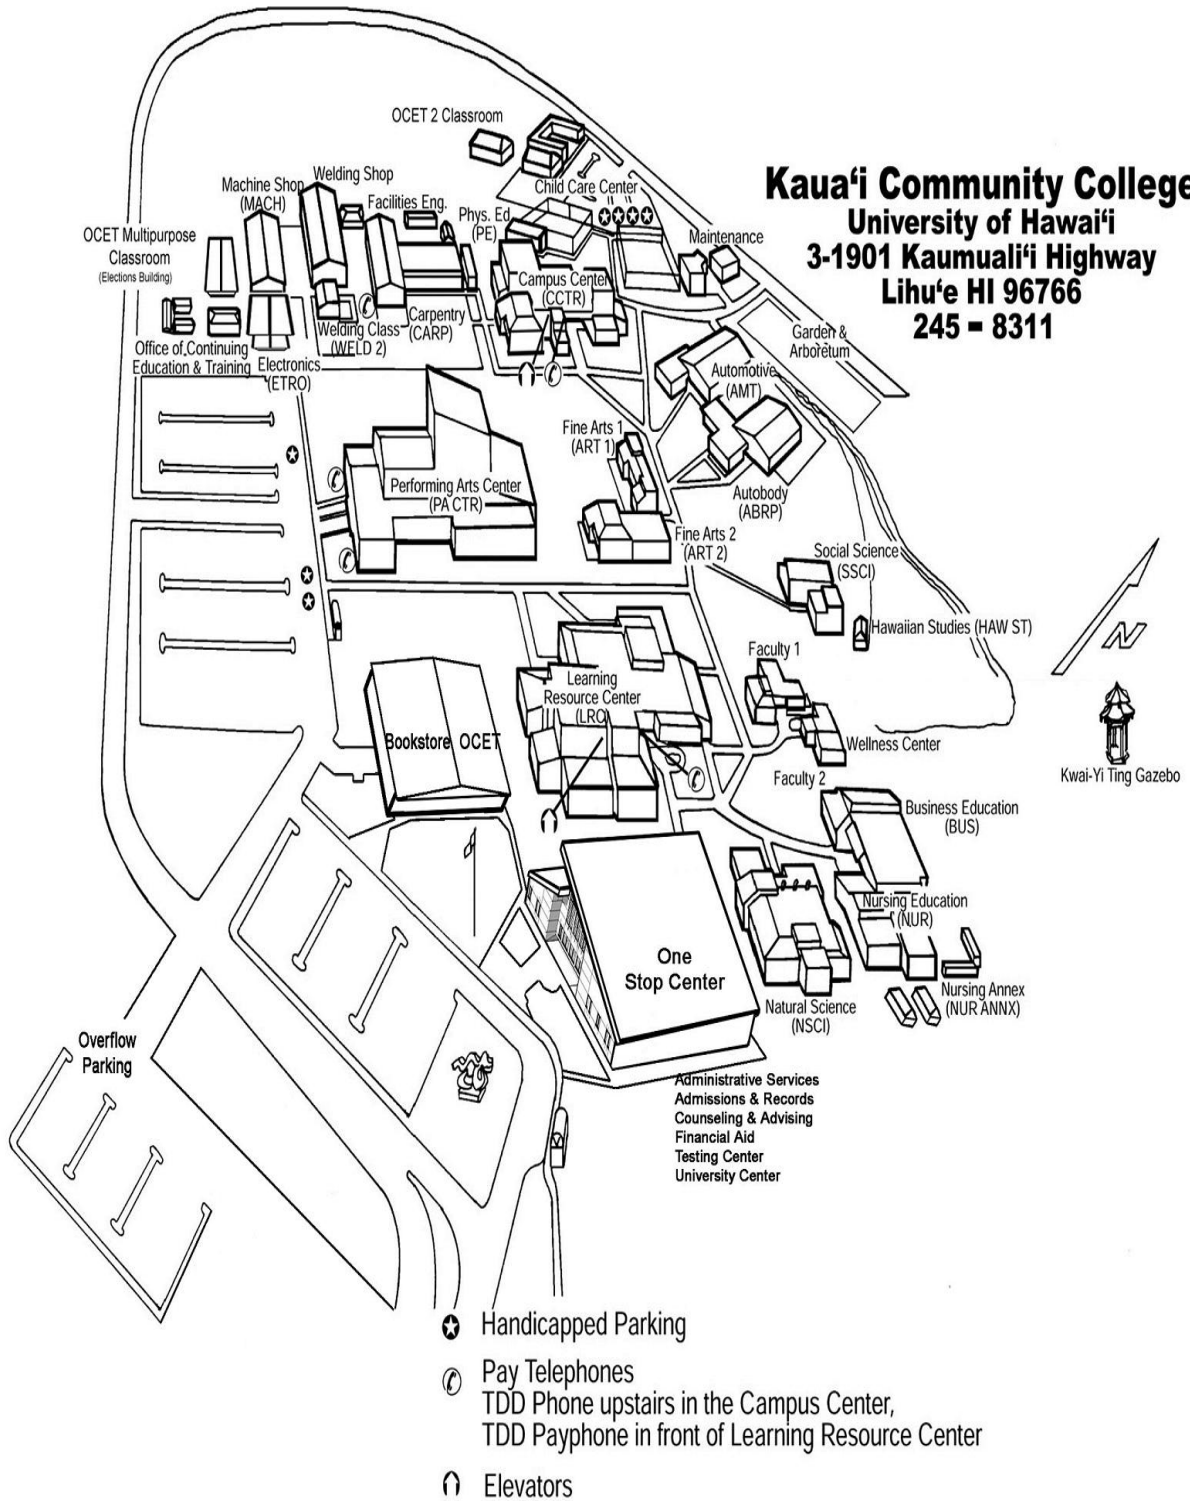 Kaua‘i Community College
University of Hawai‘i
3-1901 Kaumuali‘i Highway
Lihu‘e HI 96766
245 – 8311
OCET 2 Classroom
Welding Shop
Machine Shop
(MACH)
Facilities Eng.
Child Care Center
Phys. Ed.
(PE)
OCET Multipurpose
Classroom
(Elections Building)
Maintenance
Campus Center
(CCTR)
Carpentry
(CARP)
Welding Class
(WELD 2)
Office of Continuing
Education & Training
Electronics
(ETRO)
Garden &
Arboretum
Automotive
(AMT)
Fine Arts 1
(ART 1)
Performing Arts Center
(PA CTR)
Autobody
(ABRP)
Fine Arts 2
(ART 2)
Social Science
(SSCI)
Hawaiian Studies (HAW ST)
N
Faculty 1
Learning
Resource Center
(LRC)
Bookstore OCET
Wellness Center
Kwai-Yi Ting Gazebo
Faculty 2
Business Education
(BUS)
Nursing Education
(NUR)
One
Stop Center
Nursing Annex
(NUR ANNX)
Natural Science
(NSCI)
Overflow
Parking
Administrative Services
Admissions & Records
Counseling & Advising
Financial Aid
Testing Center
University Center
Handicapped Parking
Pay Telephones
TDD Phone upstairs in the Campus Center,
TDD Payphone in front of Learning Resource Center
Elevators